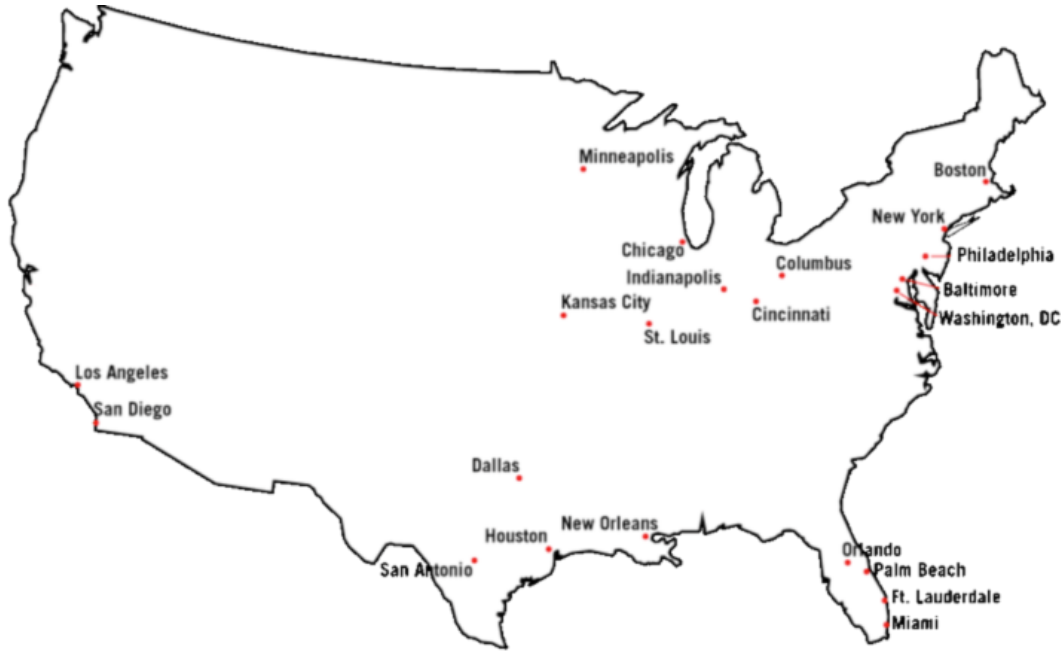 Minneapolis
Boston
New York
Chicago
Philadelphia
Columbus
Indianapolis
Baltimore
Kansas City
Cincinnati
Washington, DC
St. Louis
Los Angeles
San Diego
Dallas
New Orleans
Houston
Orlando
San Antonio
Palm Beach
Ft. Lauderdale
Miami